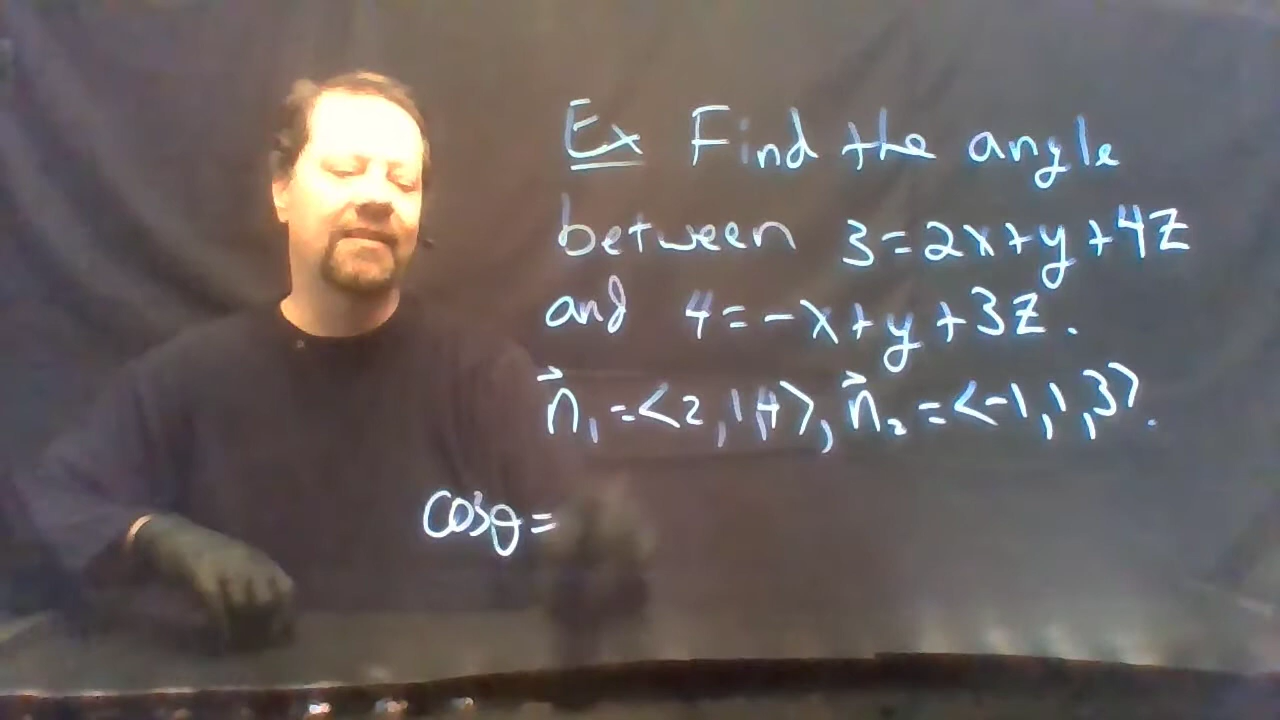 Ex Find the angle
between 3=2x+y+4z
and 4=-x+y+3z.
n⃗₁=<2,1,4>, n⃗₂=<-1,1,3>.
cosθ=